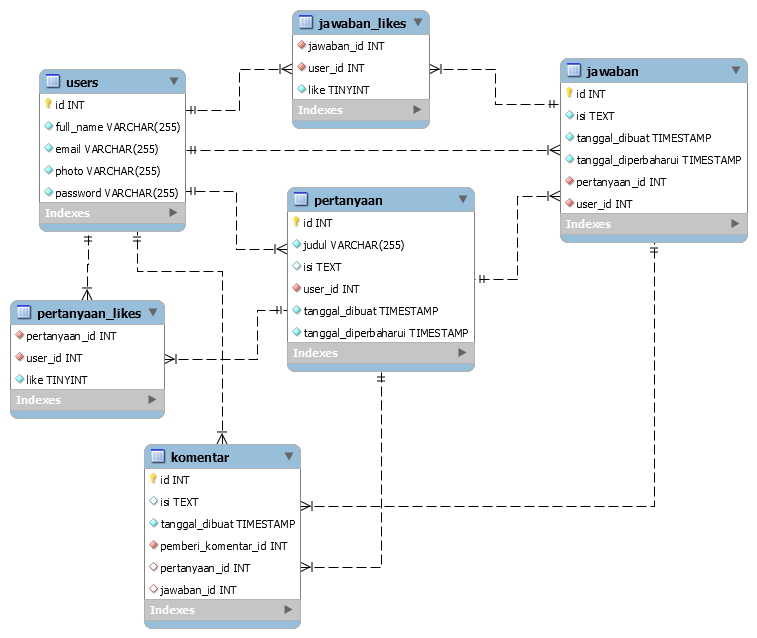 jawaban_likes
jawaban_id INT
user_id INT
like TINYINT
Indexes
users
id INT
full_name VARCHAR(255)
email VARCHAR(255)
photo VARCHAR(255)
password VARCHAR(255)
Indexes
jawaban
id INT
isi TEXT
tanggal_dibuat TIMESTAMP
tanggal_diperbaharui TIMESTAMP
pertanyaan_id INT
user_id INT
Indexes
pertanyaan
id INT
judul VARCHAR(255)
isi TEXT
user_id INT
tanggal_dibuat TIMESTAMP
tanggal_diperbaharui TIMESTAMP
Indexes
pertanyaan_likes
pertanyaan_id INT
user_id INT
like TINYINT
Indexes
komentar
id INT
isi TEXT
tanggal_dibuat TIMESTAMP
pemberi_komentar_id INT
pertanyaan_id INT
jawaban_id INT
Indexes